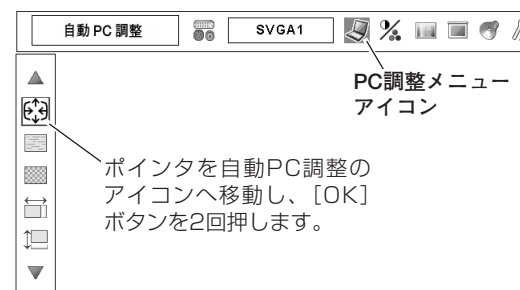 自動 PC 調整
SVGA1
PC調整メニュー
アイコン
ポインタを自動PC調整の
アイコンへ移動し、[OK]
ボタンを2回押します。